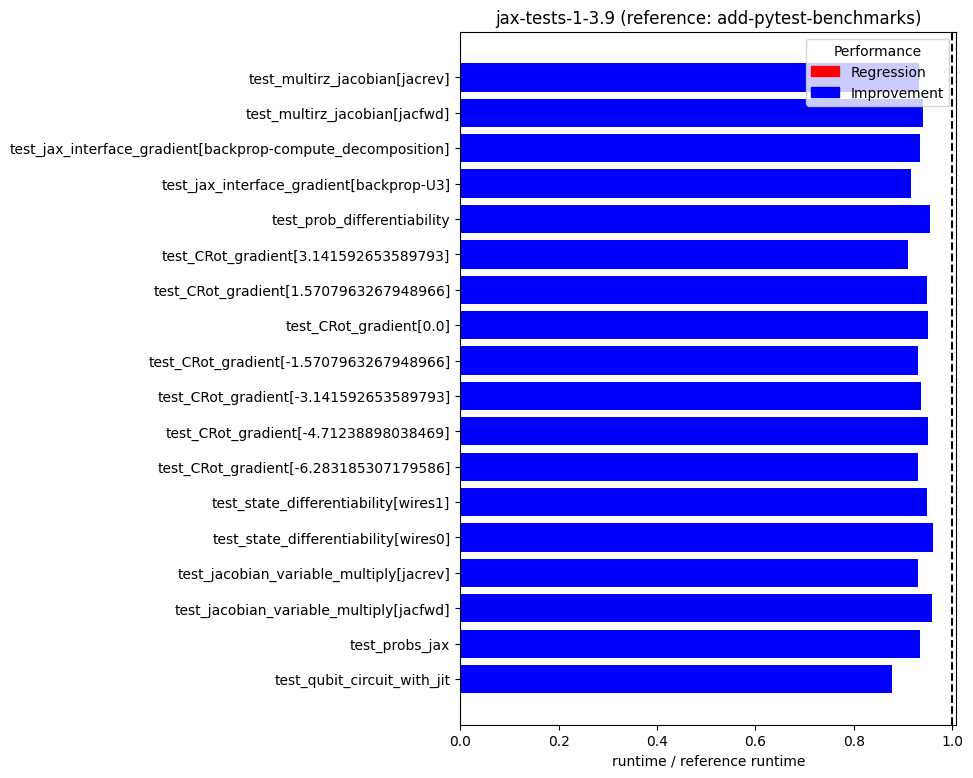 jax-tests-1-3.9 (reference: add-pytest-benchmarks)
Performance
Regression
Improvement
test_multirz_jacobian[jacrev]
test_multirz_jacobian[jacfwd]
test_jax_interface_gradient[backprop-compute_decomposition]
test_jax_interface_gradient[backprop-U3]
test_prob_differentiability
test_CRot_gradient[3.141592653589793]
test_CRot_gradient[1.5707963267948966]
test_CRot_gradient[0.0]
test_CRot_gradient[-1.5707963267948966]
test_CRot_gradient[-3.141592653589793]
test_CRot_gradient[-4.71238898038469]
test_CRot_gradient[-6.283185307179586]
test_state_differentiability[wires1]
test_state_differentiability[wires0]
test_jacobian_variable_multiply[jacrev]
test_jacobian_variable_multiply[jacfwd]
test_probs_jax
test_qubit_circuit_with_jit
0.0 0.2 0.4 0.6 0.8 1.0
runtime / reference runtime